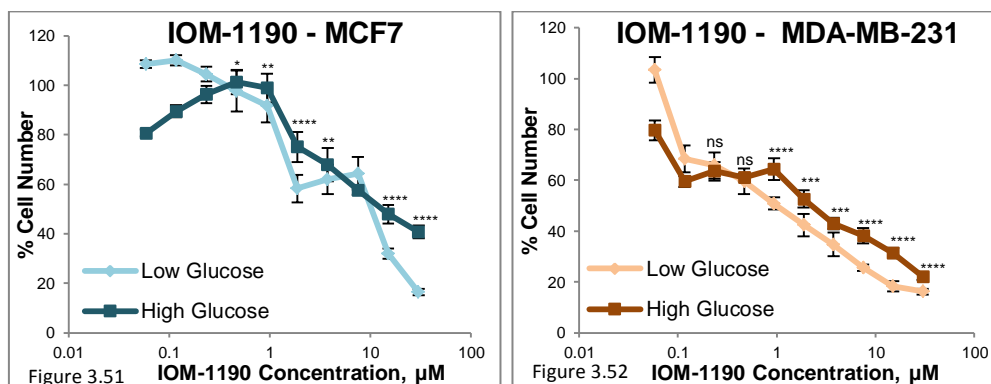 IOM-1190 - MCF7
120
100
80
60
40
20
0
% Cell Number
* ** **** ** **** ****
Low Glucose
High Glucose
0.01 0.1 1 10 100
Figure 3.51 IOM-1190 Concentration, µM
IOM-1190 - MDA-MB-231
120
100
80
60
40
20
0
% Cell Number
ns ns **** *** *** **** **** ****
Low Glucose
High Glucose
0.01 0.1 1 10 100
Figure 3.52 IOM-1190 Concentration, µM